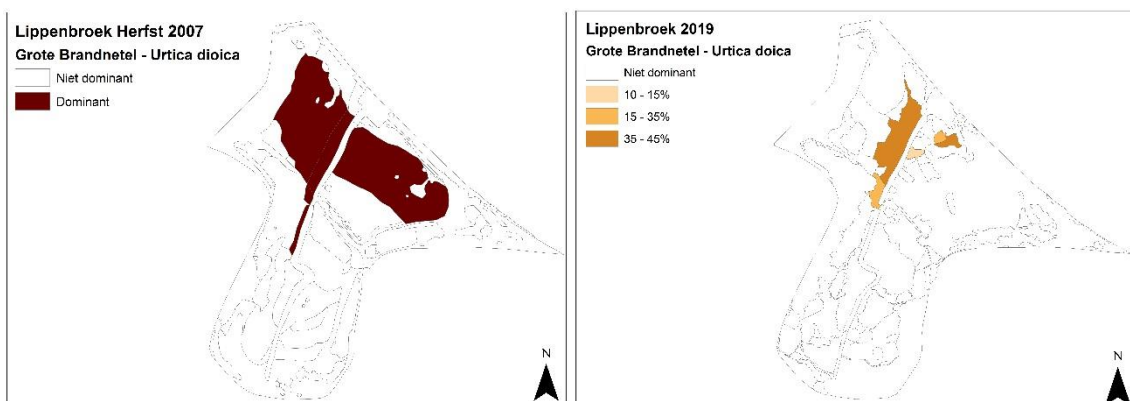 Lippenbroek Herfst 2007
Grote Brandnetel - Urtica dioica
Niet dominant
Dominant
N
Lippenbroek 2019
Grote Brandnetel - Urtica doica
Niet dominant
10 - 15%
15 - 35%
35 - 45%
N